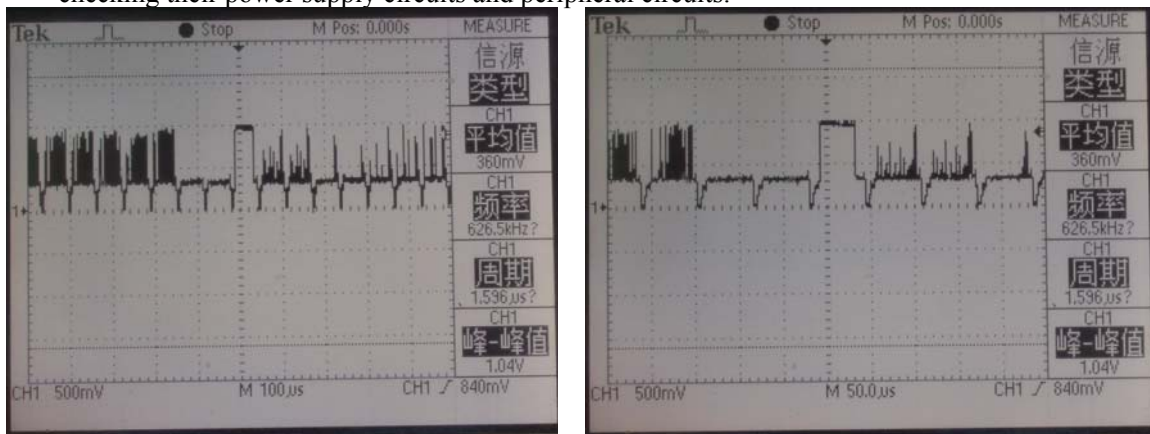 checking their power supply circuits and peripheral circuits.
Tek Stop M Pos: 0.000s MEASURE
信源
类型
CH1
平均值
360mV
CH1
频率
626.5kHz?
CH1
周期
1.596us?
CH1
峰-峰值
1.04V
1
CH1 500mV M 100us CH1 840mV
Tek Stop M Pos: 0.000s MEASURE
信源
类型
CH1
平均值
360mV
CH1
频率
626.5kHz?
CH1
周期
1.596us?
CH1
峰-峰值
1.04V
1
CH1 500mV M 50.0us CH1 840mV